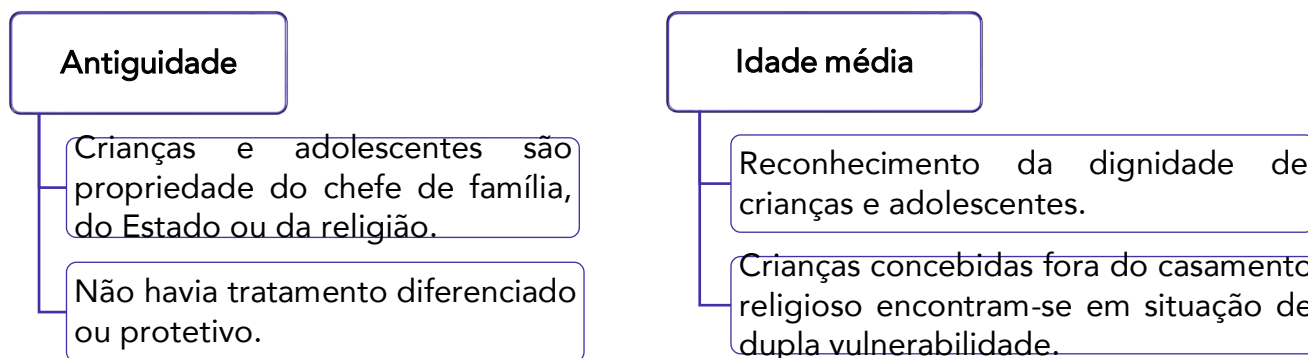 Antiguidade
Crianças e adolescentes são
propriedade do chefe de família,
do Estado ou da religião.
Não havia tratamento diferenciado
ou protetivo.
Idade média
Reconhecimento da dignidade de
crianças e adolescentes.
Crianças concebidas fora do casamento
religioso encontram-se em situação de
dupla vulnerabilidade.